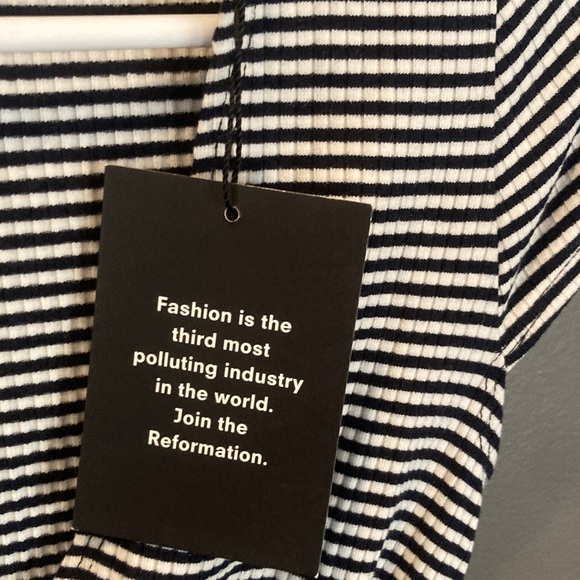 Fashion is the
third most
polluting industry
in the world.
Join the
Reformation.